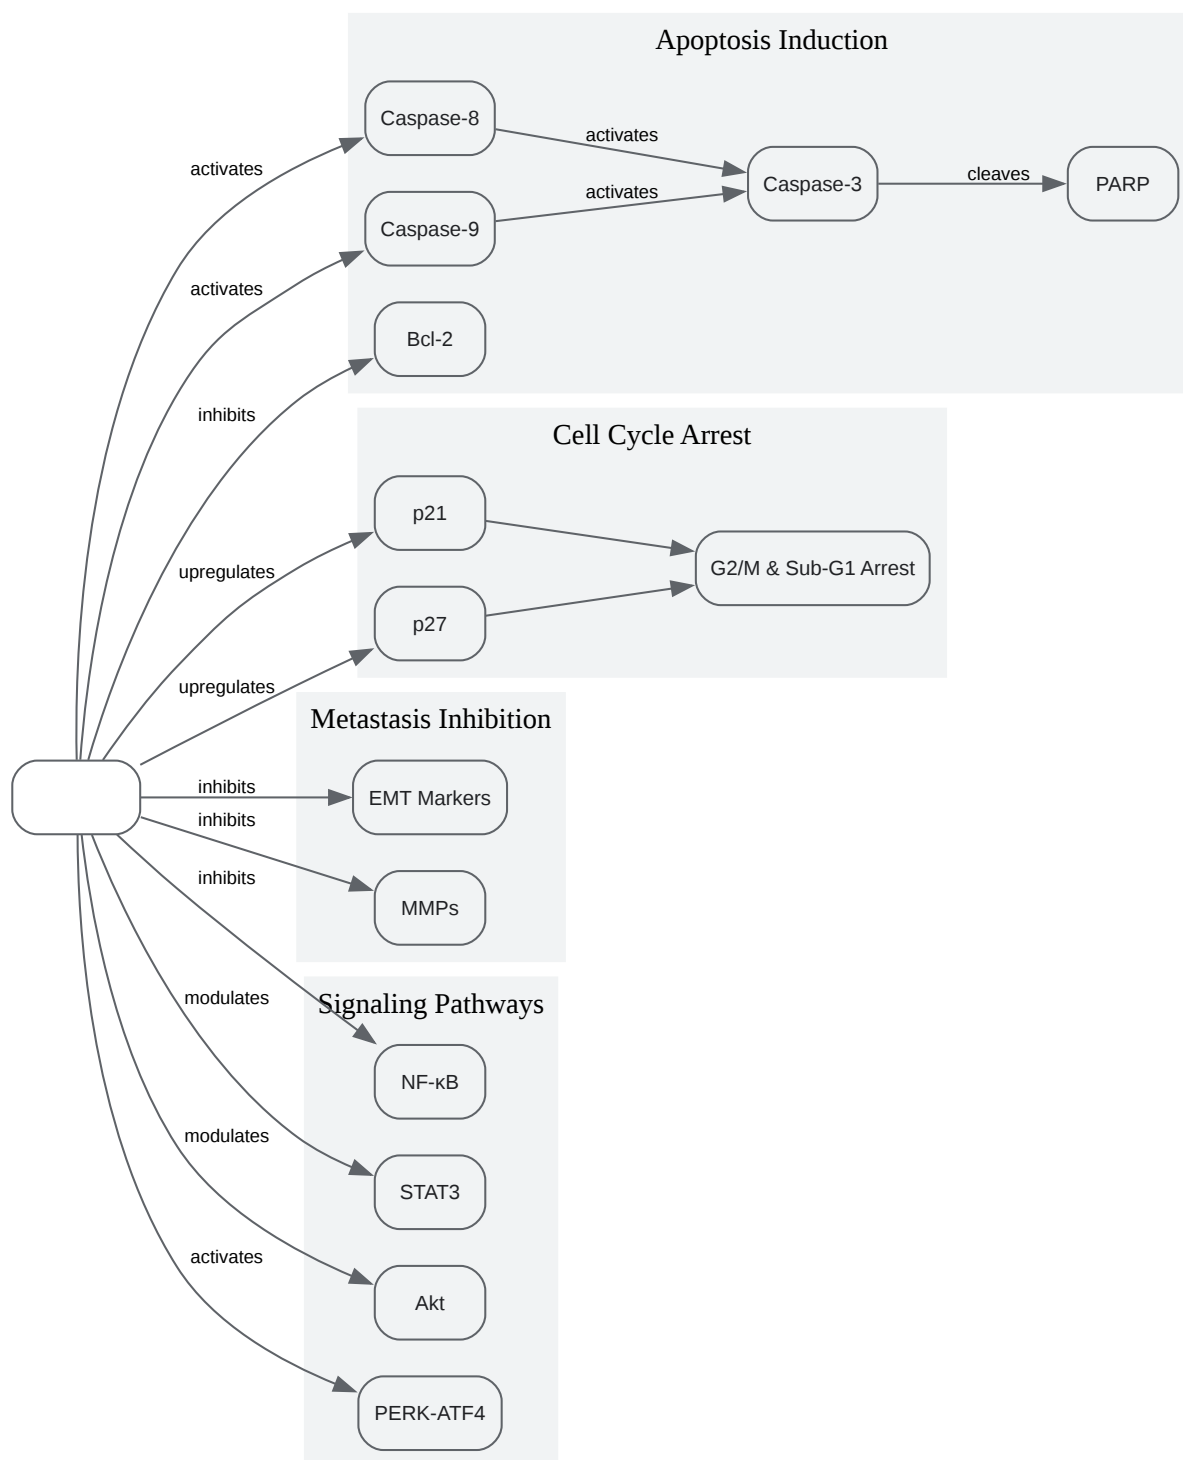 Apoptosis Induction
Caspase-8
activates
activates
Caspase-3
cleaves
PARP
activates
Caspase-9
activates
Bcl-2
inhibits
Cell Cycle Arrest
p21
G2/M & Sub-G1 Arrest
upregulates
p27
upregulates
Metastasis Inhibition
inhibits
EMT Markers
inhibits
inhibits
MMPs
Signaling Pathways
modulates
NF-κB
modulates
STAT3
activates
Akt
PERK-ATF4